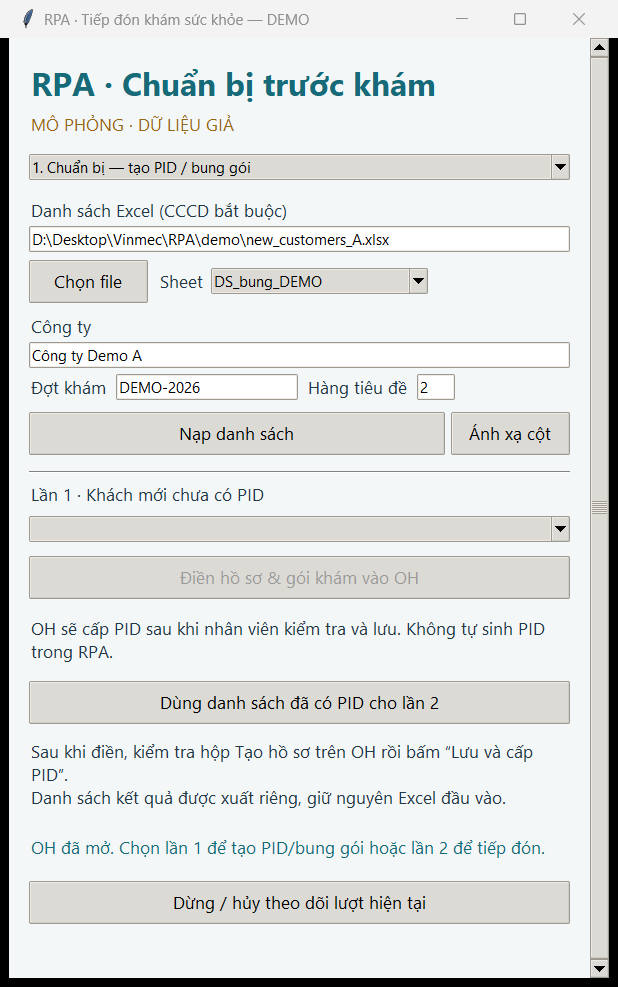 RPA · Tiếp đón khám sức khỏe — DEMO
RPA · Chuẩn bị trước khám
MÔ PHỎNG · DỮ LIỆU GIẢ
1. Chuẩn bị — tạo PID / bung gói
Danh sách Excel (CCCD bắt buộc)
D:\Desktop\Vinmec\RPA\demo\new_customers_A.xlsx
Chọn file
Sheet
DS_bung_DEMO
Công ty
Công ty Demo A
Đợt khám
DEMO-2026
Hàng tiêu đề
2
Nạp danh sách
Ánh xạ cột
Lần 1 · Khách mới chưa có PID
Điền hồ sơ & gói khám vào OH
OH sẽ cấp PID sau khi nhân viên kiểm tra và lưu. Không tự sinh PID
trong RPA.
Dùng danh sách đã có PID cho lần 2
Sau khi điền, kiểm tra hộp Tạo hồ sơ trên OH rồi bấm “Lưu và cấp
PID”.
Danh sách kết quả được xuất riêng, giữ nguyên Excel đầu vào.
OH đã mở. Chọn lần 1 để tạo PID/bung gói hoặc lần 2 để tiếp đón.
Dừng / hủy theo dõi lượt hiện tại